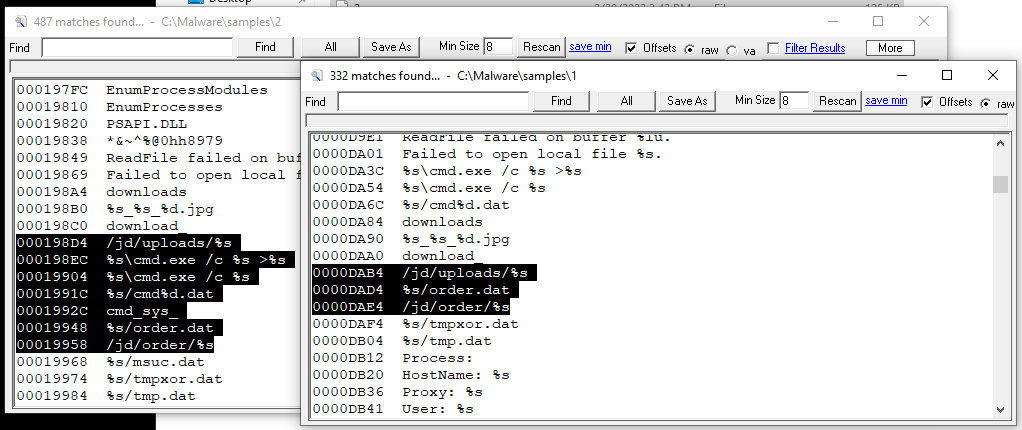 Desktop
487 matches found... - C:\Malware\samples\2
Find Find All Save As Min Size 8 Rescan save min Offsets raw va Filter Results More
000197FC EnumProcessModules
00019810 EnumProcesses
00019820 PSAPI.DLL
00019838 *&~^%@0hh8979
00019849 ReadFile failed on buf
00019869 Failed to open local f
000198A4 downloads
000198B0 %s_%s_%d.jpg
000198C0 download_
000198D4 /jd/uploads/%s
000198EC %s\cmd.exe /c %s >%s
00019904 %s\cmd.exe /c %s
0001991C %s/cmd%d.dat
0001992C cmd_sys_
00019948 %s/order.dat
00019958 /jd/order/%s
00019968 %s/msuc.dat
00019974 %s/tmpxor.dat
00019984 %s/tmp.dat
332 matches found... - C:\Malware\samples\1
Find Find All Save As Min Size 8 Rescan save min Offsets raw
0000D9E1 ReadFile failed on buffer %lu.
0000DA01 Failed to open local file %s.
0000DA3C %s\cmd.exe /c %s >%s
0000DA54 %s\cmd.exe /c %s
0000DA6C %s/cmd%d.dat
0000DA84 downloads
0000DA90 %s_%s_%d.jpg
0000DAA0 download_
0000DAB4 /jd/uploads/%s
0000DAD4 %s/order.dat
0000DAE4 /jd/order/%s
0000DAF4 %s/tmpxor.dat
0000DB04 %s/tmp.dat
0000DB12 Process:
0000DB20 HostName: %s
0000DB36 Proxy: %s
0000DB41 User: %s